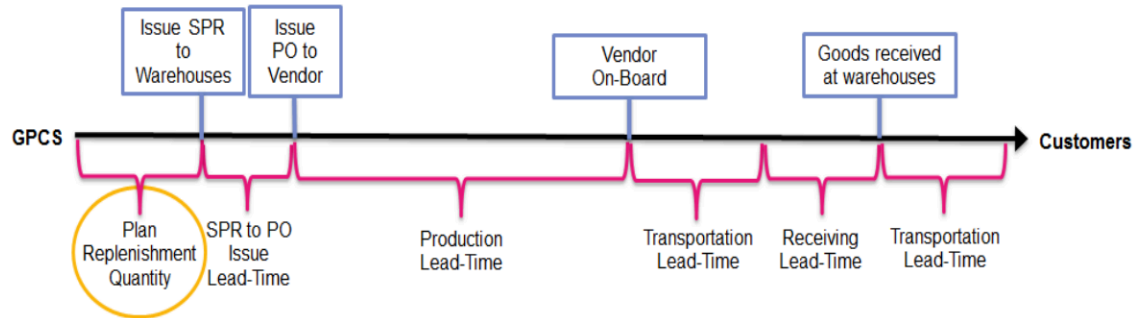 Issue SPR
to
Warehouses
Issue
PO to
Vendor
Vendor
On-Board
Goods received
at warehouses
GPCS
Customers
Plan
Replenishment
Quantity
SPR to PO
Issue
Lead-Time
Production
Lead-Time
Transportation
Lead-Time
Receiving
Lead-Time
Transportation
Lead-Time